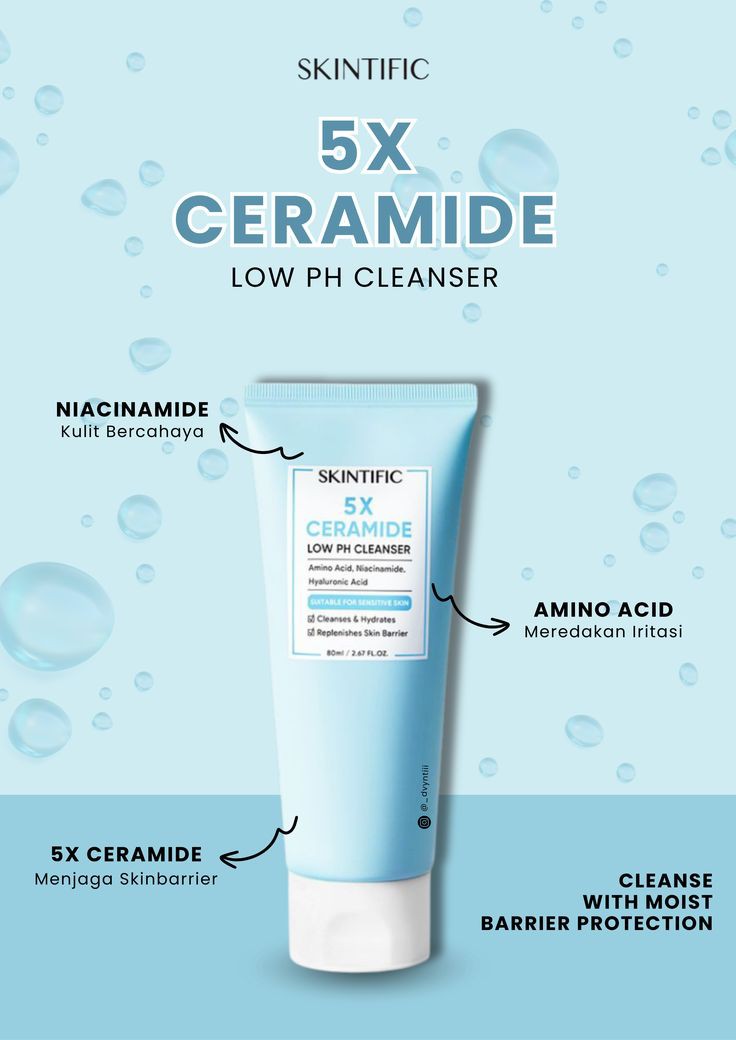 SKINTIFIC
5X
CERAMIDE
LOW PH CLEANSER
NIACINAMIDE
Kulit Bercahaya
SKINTIFIC
5X
CERAMIDE
LOW PH CLEANSER
Amino Acid, Niacinamide,
Hyaluronic Acid
SUITABLE FOR SENSITIVE SKIN
Cleanses & Hydrates
Replenishes Skin Barrier
80ml / 2.67 FL.OZ.
AMINO ACID
Meredakan Iritasi
@_dvyntiii
5X CERAMIDE
Menjaga Skinbarrier
CLEANSE
WITH MOIST
BARRIER PROTECTION